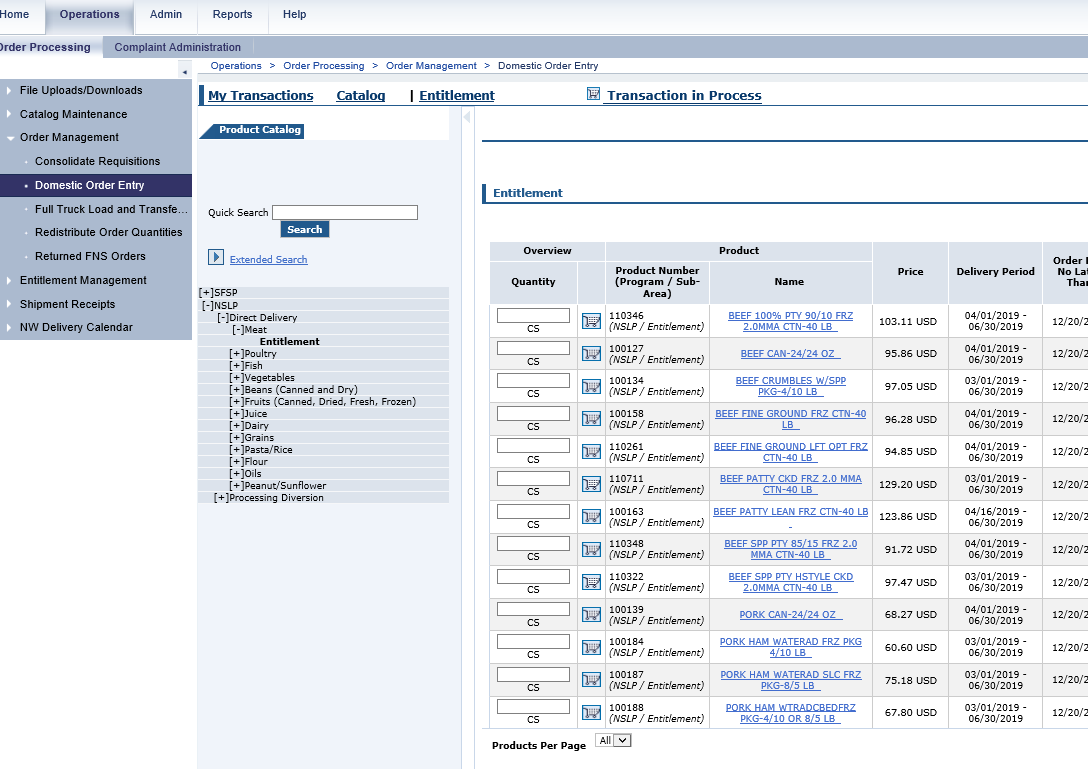 Home Operations Admin Reports Help
Order Processing Complaint Administration
Operations > Order Processing > Order Management > Domestic Order Entry
File Uploads/Downloads
Catalog Maintenance
Order Management
Consolidate Requisitions
Domestic Order Entry
Full Truck Load and Transfe...
Redistribute Order Quantities
Returned FNS Orders
Entitlement Management
Shipment Receipts
NW Delivery Calendar
My Transactions Catalog | Entitlement Transaction in Process
Product Catalog
Quick Search
Search
Extended Search
[+]SFSP
[-]NSLP
[-]Direct Delivery
[-]Meat
Entitlement
[+]Poultry
[+]Fish
[+]Vegetables
[+]Beans (Canned and Dry)
[+]Fruits (Canned, Dried, Fresh, Frozen)
[+]Juice
[+]Dairy
[+]Grains
[+]Pasta/Rice
[+]Flour
[+]Oils
[+]Peanut/Sunflower
[+]Processing Diversion
Entitlement
Overview Product Price Delivery Period Order
No Lat
Than
Quantity Product Number
(Program / Sub-
Area) Name
CS 110346
(NSLP / Entitlement) BEEF 100% PTY 90/10 FRZ
2.0MMA CTN-40 LB 103.11 USD 04/01/2019 -
06/30/2019 12/20/2
CS 100127
(NSLP / Entitlement) BEEF CAN-24/24 OZ 95.86 USD 04/01/2019 -
06/30/2019 12/20/2
CS 100134
(NSLP / Entitlement) BEEF CRUMBLES W/SPP
PKG-4/10 LB 97.05 USD 03/01/2019 -
06/30/2019 12/20/2
CS 100158
(NSLP / Entitlement) BEEF FINE GROUND FRZ CTN-40
LB 96.28 USD 04/01/2019 -
06/30/2019 12/20/2
CS 110261
(NSLP / Entitlement) BEEF FINE GROUND LFT OPT FRZ
CTN-40 LB 94.85 USD 04/01/2019 -
06/30/2019 12/20/2
CS 110711
(NSLP / Entitlement) BEEF PATTY CKD FRZ 2.0 MMA
CTN-40 LB 129.20 USD 03/01/2019 -
06/30/2019 12/20/2
CS 100163
(NSLP / Entitlement) BEEF PATTY LEAN FRZ CTN-40 LB
123.86 USD 04/16/2019 -
06/30/2019 12/20/2
CS 110348
(NSLP / Entitlement) BEEF SPP PTY 85/15 FRZ 2.0
MMA CTN-40 LB 91.72 USD 04/01/2019 -
06/30/2019 12/20/2
CS 110322
(NSLP / Entitlement) BEEF SPP PTY HSTYLE CKD
2.0MMA CTN-40 LB 97.47 USD 03/01/2019 -
06/30/2019 12/20/2
CS 100139
(NSLP / Entitlement) PORK CAN-24/24 OZ 68.27 USD 04/01/2019 -
06/30/2019 12/20/2
CS 100184
(NSLP / Entitlement) PORK HAM WATERAD FRZ PKG
4/10 LB 60.60 USD 03/01/2019 -
06/30/2019 12/20/2
CS 100187
(NSLP / Entitlement) PORK HAM WATERAD SLC FRZ
PKG-8/5 LB 75.18 USD 03/01/2019 -
06/30/2019 12/20/2
CS 100188
(NSLP / Entitlement) PORK HAM WTRADCBEDFRZ
PKG-4/10 OR 8/5 LB 67.80 USD 03/01/2019 -
06/30/2019 12/20/2
Products Per Page All